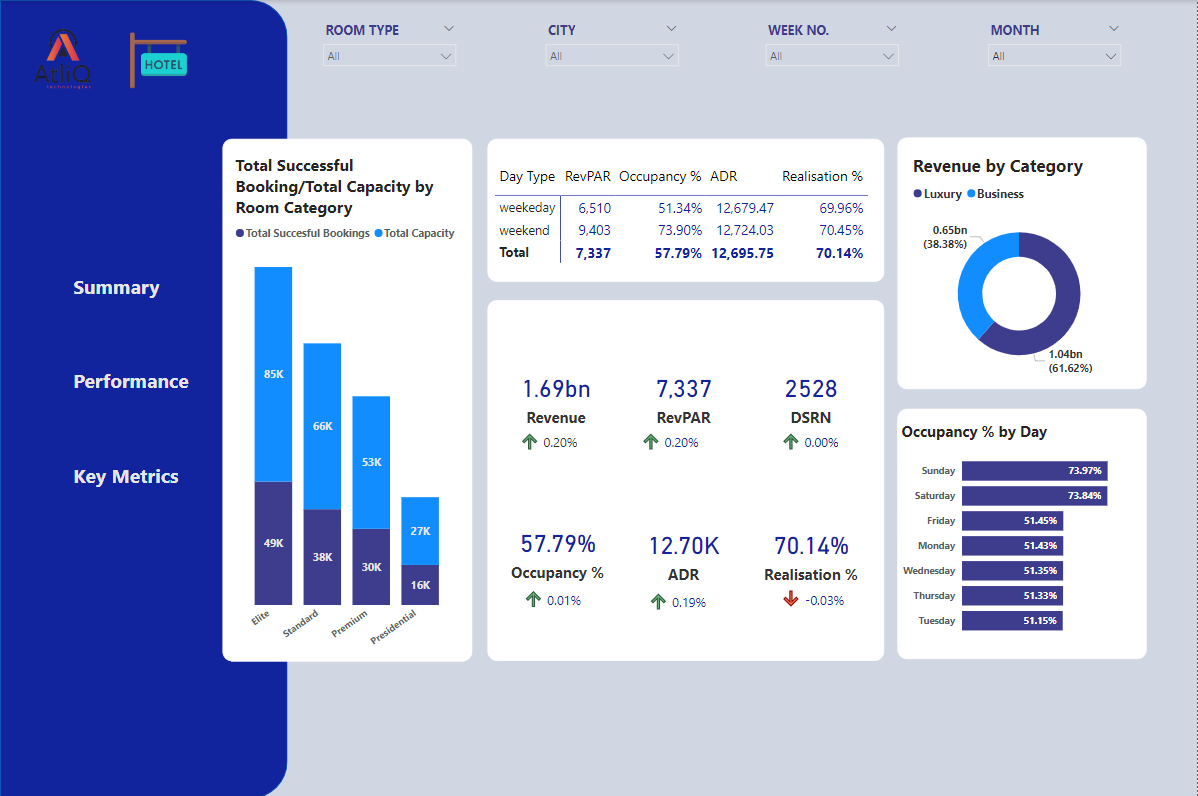 AtliQ
technologies
HOTEL
ROOM TYPE
All
CITY
All
WEEK NO.
All
MONTH
All
Summary
Performance
Key Metrics
Total Successful
Booking/Total Capacity by
Room Category
Total Succesful Bookings Total Capacity
85K
66K
53K
27K
49K
38K
30K
16K
Elite
Standard
Premium
Presidential
Day Type RevPAR Occupancy % ADR Realisation %
weekeday 6,510 51.34% 12,679.47 69.96%
weekend 9,403 73.90% 12,724.03 70.45%
Total 7,337 57.79% 12,695.75 70.14%
1.69bn
Revenue
0.20%
7,337
RevPAR
0.20%
2528
DSRN
0.00%
57.79%
Occupancy %
0.01%
12.70K
ADR
0.19%
70.14%
Realisation %
-0.03%
Revenue by Category
Luxury Business
0.65bn
(38.38%)
1.04bn
(61.62%)
Occupancy % by Day
Sunday 73.97%
Saturday 73.84%
Friday 51.45%
Monday 51.43%
Wednesday 51.35%
Thursday 51.33%
Tuesday 51.15%